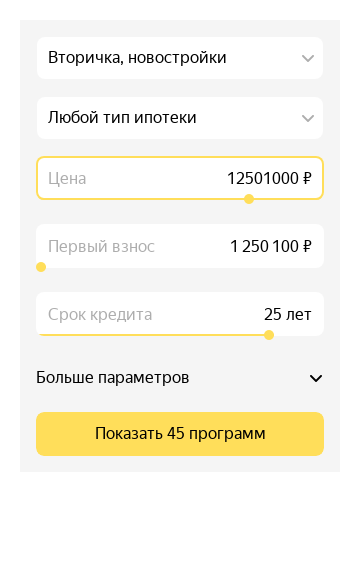 Вторичка, новостройки
Любой тип ипотеки
Цена 12501000 ₽
Первый взнос 1 250 100 ₽
Срок кредита 25 лет
Больше параметров
Показать 45 программ